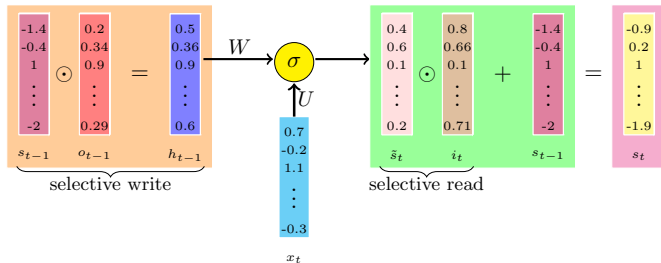 -1.4 0.2 0.5 W σ 0.4 0.8 -1.4 -0.9
-0.4 0.34 0.36 0.6 0.66 -0.4 0.2
1 ⊙ 0.9 = 0.9 0.1 ⊙ 0.1 + 1 = 1
⋮ ⋮ ⋮ ⋮ ⋮ ⋮ ⋮
-2 0.29 0.6 0.2 0.71 -2 -1.9
s_{t−1} o_{t−1} h_{t−1} s̃_t i_t s_{t−1} s_t
selective write selective read
U
0.7
-0.2
1.1
⋮
-0.3
x_t